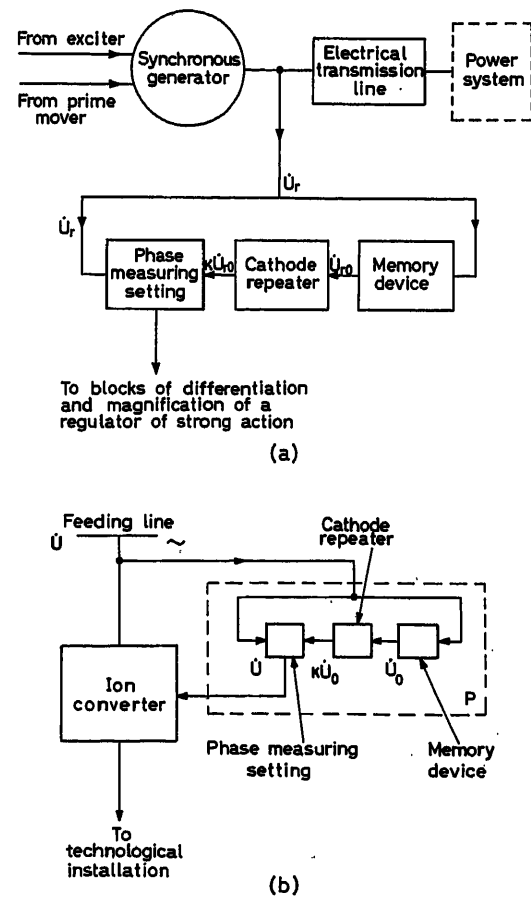 From exciter
From prime
mover
Synchronous
generator
Electrical
transmission
line
Power
system
U̇r
U̇r
Phase
measuring
setting
KU̇r0
Cathode
repeater
U̇r0
Memory
device
To blocks of differentiation
and magnification of a
regulator of strong action
(a)
Feeding line
U̇
~
Cathode
repeater
Ion
converter
U̇
KU̇0
U̇0
P
Phase measuring
setting
Memory
device
To
technological
installation
(b)